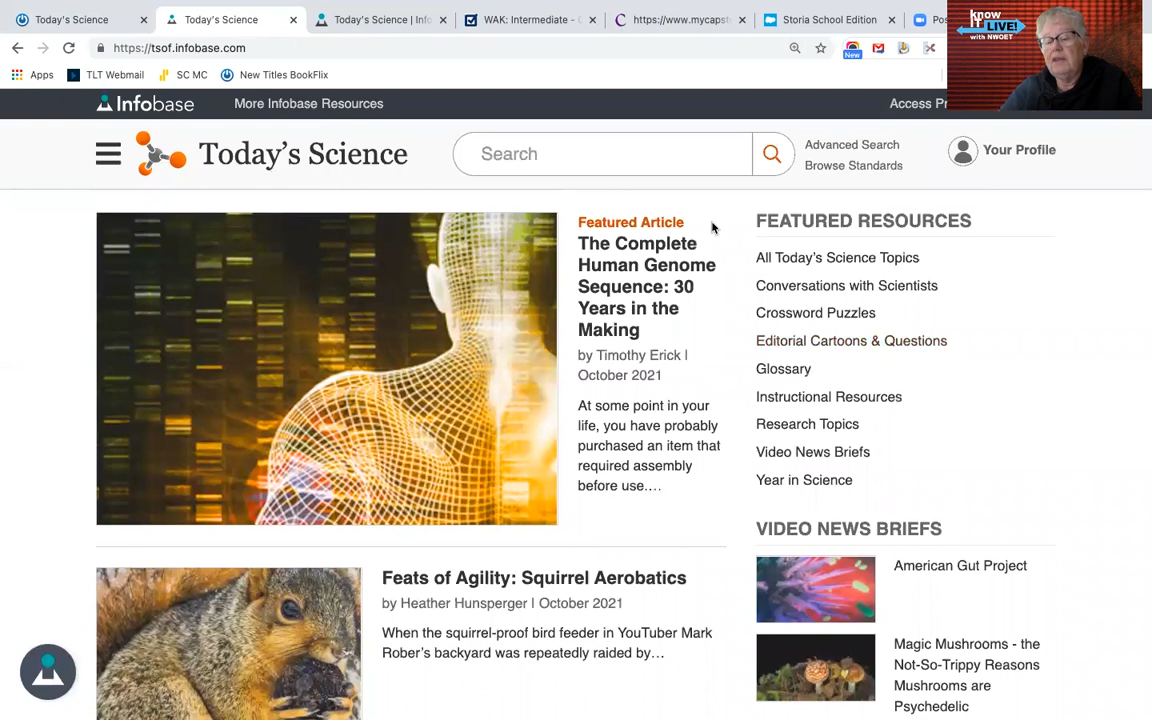 Today's Science
Today's Science
Today's Science | Info
WAK: Intermediate - G
https://www.mycaps
Storia School Edition
Pos
https://tsof.infobase.com
New
Apps
TLT Webmail
SC MC
New Titles BookFlix
Know
IT LIVE!
with NWOET
Infobase
More Infobase Resources
Access Pr
Today's Science
Search
Advanced Search
Browse Standards
Your Profile
Featured Article
The Complete
Human Genome
Sequence: 30
Years in the
Making
by Timothy Erick |
October 2021
At some point in your
life, you have probably
purchased an item that
required assembly
before use....
FEATURED RESOURCES
All Today's Science Topics
Conversations with Scientists
Crossword Puzzles
Editorial Cartoons & Questions
Glossary
Instructional Resources
Research Topics
Video News Briefs
Year in Science
VIDEO NEWS BRIEFS
American Gut Project
Magic Mushrooms - the
Not-So-Trippy Reasons
Mushrooms are
Psychedelic
Feats of Agility: Squirrel Aerobatics
by Heather Hunsperger | October 2021
When the squirrel-proof bird feeder in YouTuber Mark
Rober's backyard was repeatedly raided by...